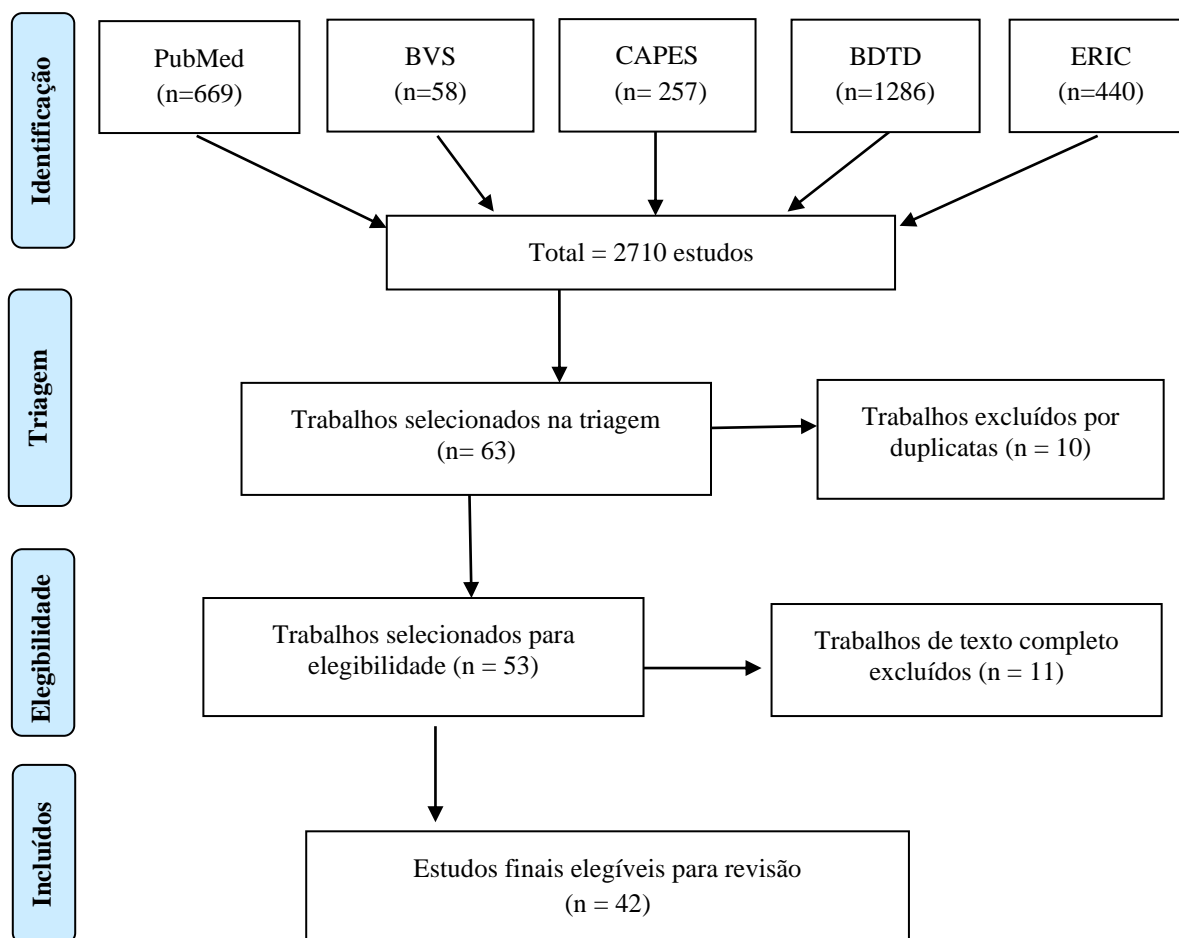 Identificação
PubMed
(n=669)
BVS
(n=58)
CAPES
(n= 257)
BDTD
(n=1286)
ERIC
(n=440)
Total = 2710 estudos
Triagem
Trabalhos selecionados na triagem
(n= 63)
Trabalhos excluídos por
duplicatas (n = 10)
Elegibilidade
Trabalhos selecionados para
elegibilidade (n = 53)
Trabalhos de texto completo
excluídos (n = 11)
Incluídos
Estudos finais elegíveis para revisão
(n = 42)